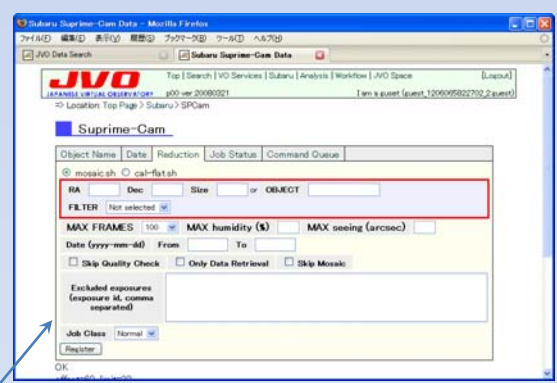 Subaru Suprime-Cam Data - Mozilla Firefox
ファイル(F) 編集(E) 表示(V) 履歴(S) ブックマーク(B) ツール(T) ヘルプ(H)
JVO Data Search Subaru Suprime-Cam Data
JVO Top | Search | VO Services | Subaru | Analysis | Workflow | JVO Space [Logout]
JAPANESE VIRTUAL OBSERVATORY p00-ver.20080321 I am a guest (guest_1206065822702_2:guest)
=> Location: Top Page > Subaru > SPCam
Suprime-Cam
Object Name Date Reduction Job Status Command Queue
mosaic.sh cal-flat.sh
RA Dec Size or OBJECT
FILTER Not selected
MAX FRAMES 100 MAX humidity (%) MAX seeing (arcsec)
Date (yyyy-mm-dd) From To
Skip Quality Check Only Data Retrieval Skip Mosaic
Excluded exposures
(exposure id, comma
separated)
Job Class Normal
Register
OK